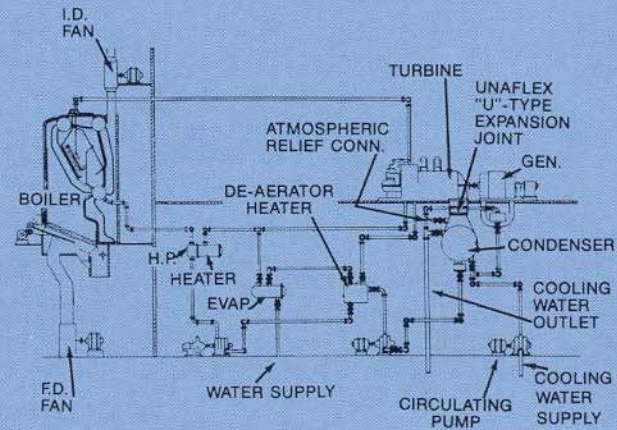 I.D.
FAN
TURBINE
UNAFLEX
"U"-TYPE
EXPANSION
JOINT
ATMOSPHERIC
RELIEF CONN.
GEN.
DE-AERATOR
HEATER
BOILER
CONDENSER
H.P.
HEATER
EVAP.
COOLING
WATER
OUTLET
F.D.
FAN
WATER SUPPLY
CIRCULATING
PUMP
COOLING
WATER
SUPPLY